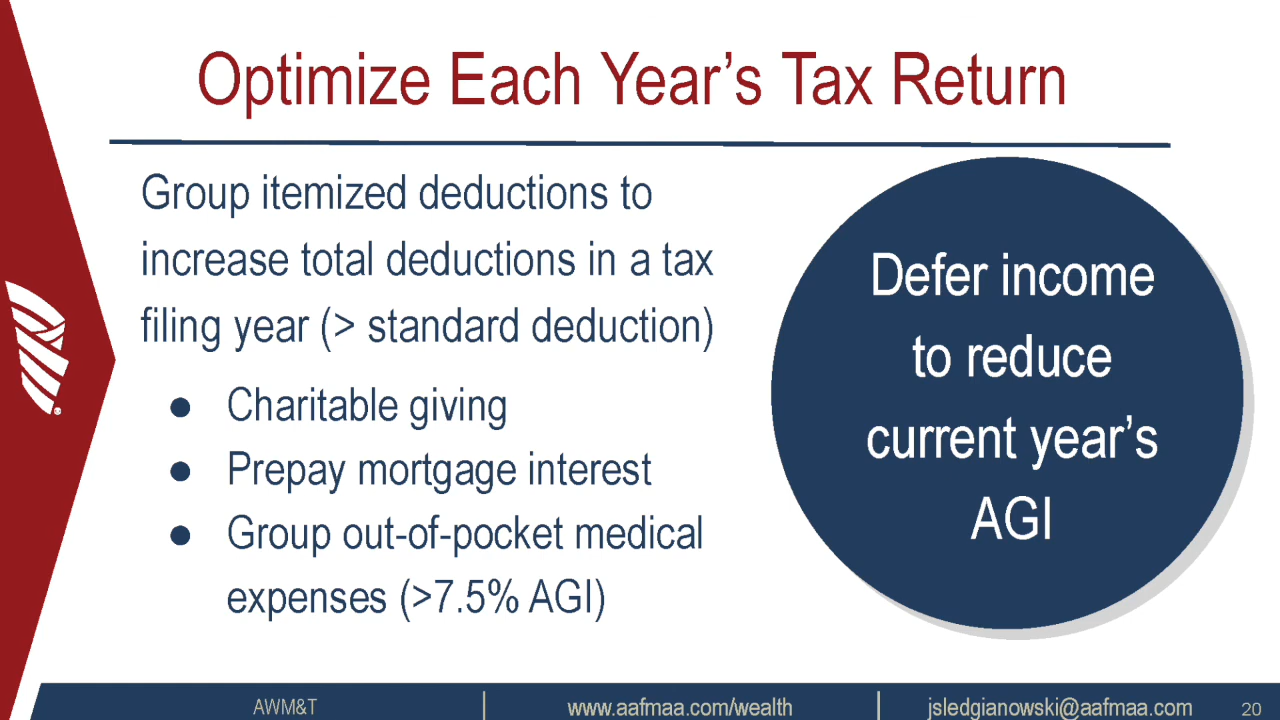 Optimize Each Year’s Tax Return
Group itemized deductions to
increase total deductions in a tax
filing year (> standard deduction)
● Charitable giving
● Prepay mortgage interest
● Group out-of-pocket medical
expenses (>7.5% AGI)
Defer income
to reduce
current year’s
AGI
®
AWM&T
www.aafmaa.com/wealth
jsledgianowski@aafmaa.com
20